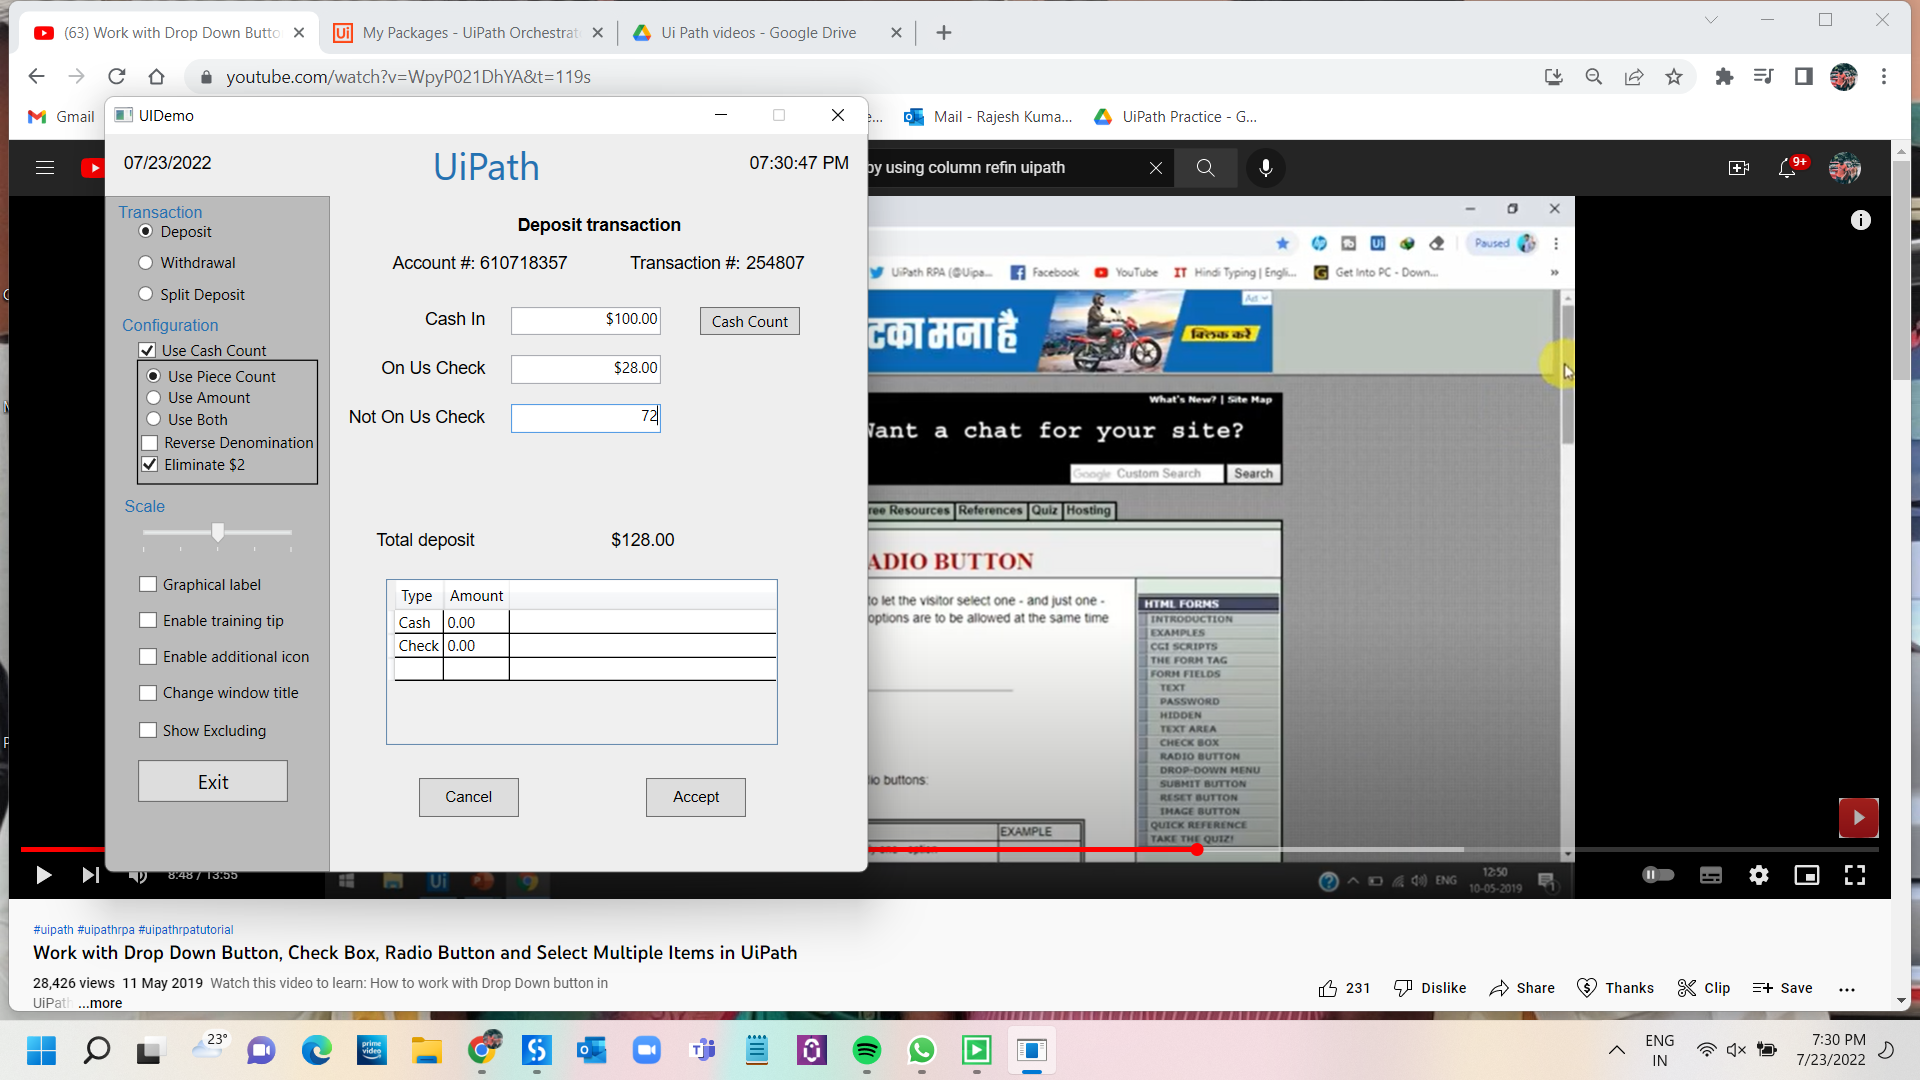 (63) Work with Drop Down Butto
My Packages - UiPath Orchestrat
Ui Path videos - Google Drive
youtube.com/watch?v=WpyP021DhYA&t=119s
Gmail
UIDemo
e...
Mail - Rajesh Kuma...
UiPath Practice - G...
07/23/2022
UiPath
07:30:47 PM
by using column refin uipath
9+
Transaction
Deposit
Withdrawal
Split Deposit
Configuration
Use Cash Count
Use Piece Count
Use Amount
Use Both
Reverse Denomination
Eliminate $2
Scale
Graphical label
Enable training tip
Enable additional icon
Change window title
Show Excluding
Exit
Deposit transaction
Account #: 610718357
Transaction #: 254807
Cash In
$100.00
Cash Count
On Us Check
$28.00
Not On Us Check
72
Total deposit
$128.00
Type
Amount
Cash
0.00
Check
0.00
Cancel
Accept
Paused
UiPath RPA (@Uipa...
Facebook
YouTube
Hindi Typing | Engli...
Get Into PC - Down...
Ad
टका मना है
क्लिक करें
What's New? | Site Map
Want a chat for your site?
Google Custom Search
Search
ree Resources
References
Quiz
Hosting
ADIO BUTTON
to let the visitor select one - and just one -
options are to be allowed at the same time
HTML FORMS
INTRODUCTION
EXAMPLES
CGI SCRIPTS
THE FORM TAG
FORM FIELDS
TEXT
PASSWORD
HIDDEN
TEXT AREA
CHECK BOX
RADIO BUTTON
DROP-DOWN MENU
SUBMIT BUTTON
RESET BUTTON
IMAGE BUTTON
QUICK REFERENCE
TAKE THE QUIZ!
dio buttons:
EXAMPLE
8:48 / 13:55
ENG
12:50
10-05-2019
#uipath #uipathrpa #uipathrpatutorial
Work with Drop Down Button, Check Box, Radio Button and Select Multiple Items in UiPath
28,426 views 11 May 2019 Watch this video to learn: How to work with Drop Down button in
UiPath ...more
231
Dislike
Share
Thanks
Clip
Save
23°
prime video
ENG
IN
7:30 PM
7/23/2022